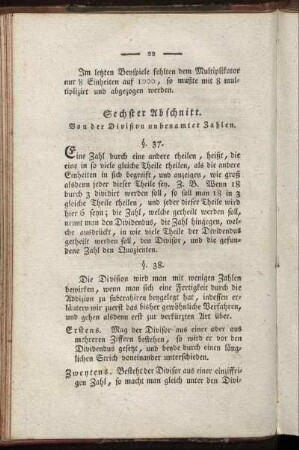 — 22 —
Im letzten Beyspiele fehlten dem Multiplikator
nur 8 Einheiten auf 1000, so mußte mit 8 mul-
tiplizirt und abgezogen werden.
Sechster Abschnitt.
Von der Division unbenamter Zahlen.
§. 37.
Eine Zahl durch eine andere theilen, heißt, die
eins in so viele gleiche Theile theilen, und als die andere
Einheiten in sich begreift, und anzeigen, wie groß
alsdem jeder dieser Theile sey. Z. B. Wenn 18
durch 3 dividirt werden soll, so soll man 18 in 3
gleiche Theile theilen, und jeder dieser Theile wird
hier 6 seyn; die Zahl, welche getheilt werden soll,
nennt man den Dividendus, die Zahl hingegen, wel-
che ausdrückt, in wie viele Theile der Dividendus
getheilt werden soll, den Divisor, und die gefun-
dene Zahl den Quozienten.
§. 38.
Die Division wird man mit wenigen Zahlen
bewirken, wenn man sich eine Fertigkeit durch die
Addizion zu subtrahiren beygelegt hat, indessen er-
läutern wir zuerst das bisher gewöhnliche Verfahren,
und gehen alsdenn erst zur verkürzten Art über.
Erstens. Mag der Divisor aus einer aber aus
mehreren Ziffern bestehen, so wird er vor den
Dividendus gesetzt, und beyde durch einen läng-
lichen Strich voneinander unterschieden.
Zweytens. Besteht der Divisor aus einer einziffri-
gen Zahl, so macht man gleich unter den Divi-